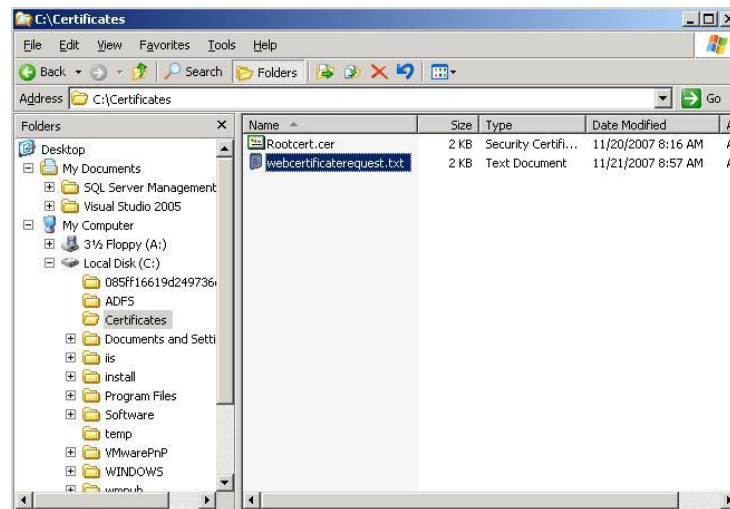 C:\Certificates
File Edit View Favorites Tools Help
Back Search Folders
Address C:\Certificates Go
Folders
Desktop
My Documents
SQL Server Management
Visual Studio 2005
My Computer
3½ Floppy (A:)
Local Disk (C:)
085ff16619d249736
ADFS
Certificates
Documents and Setti
iis
install
Program Files
Software
temp
VMwarePnP
WINDOWS
wmpub
Name Size Type Date Modified
Rootcert.cer 2 KB Security Certifi... 11/20/2007 8:16 AM
webcertificaterequest.txt 2 KB Text Document 11/21/2007 8:57 AM